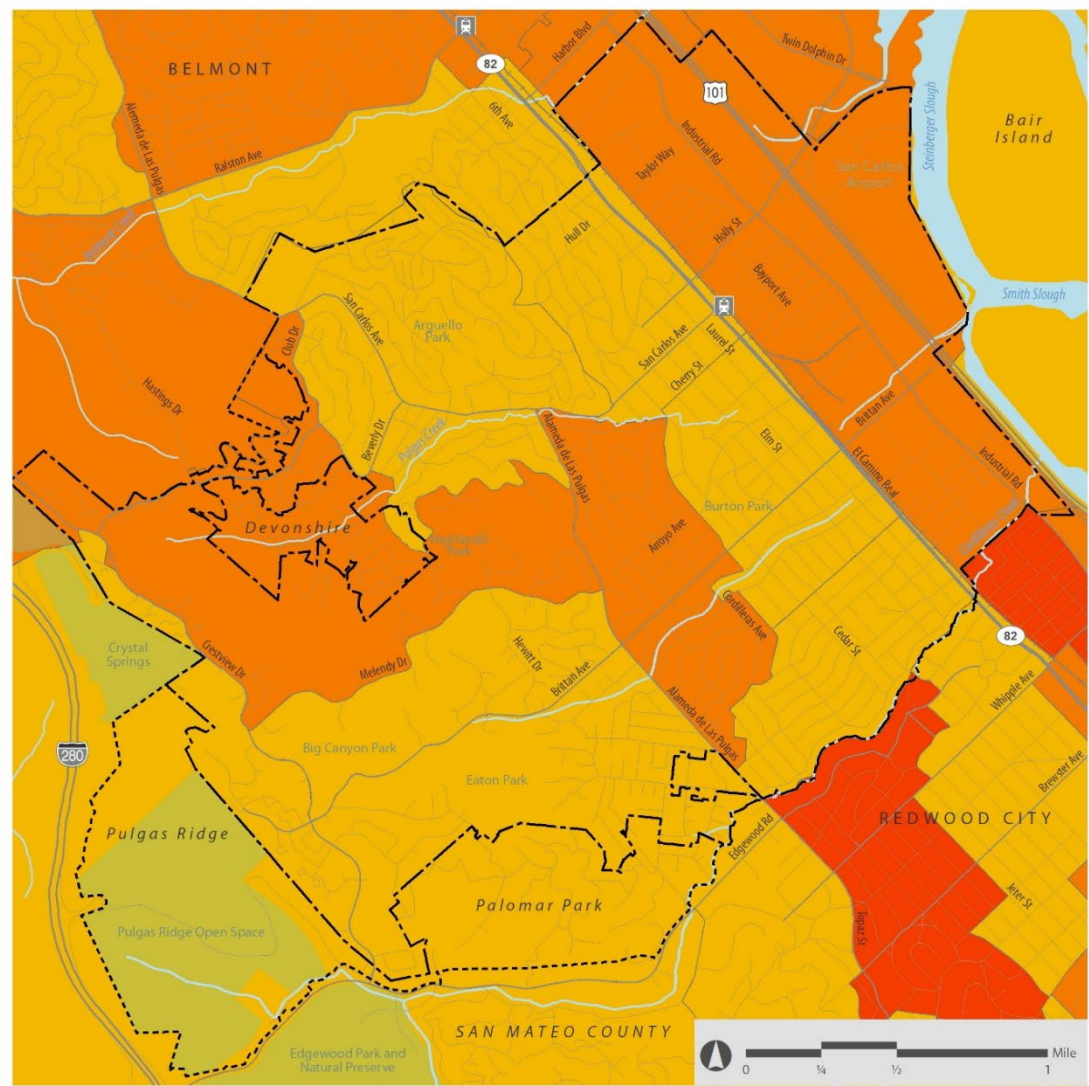 BELMONT
82
Harbor Blvd
Twin Dolphin Dr
101
Steinberger Slough
Bair
Island
6th Ave
Industrial Rd
Taylor Way
San Carlos
Airport
Alameda de Las Pulgas
Ralston Ave
Holly St
Hull Dr
Bayport Ave
Smith Slough
San Carlos Ave
Arguello
Park
Club Dr
San Carlos Ave
Laurel St
Cherry St
Hastings Dr
Brittan Ave
Beverly Dr
Pulgas Creek
Alameda de Las Pulgas
Elm St
El Camino Real
Industrial Rd
Devonshire
Highlands
Park
Burton Park
Arroyo Ave
Cordilleras Ave
Cedar St
82
Crystal
Springs
Crestview Dr
Melendy Dr
Hewitt Dr
Brittan Ave
Alameda de Las Pulgas
Whipple Ave
280
Big Canyon Park
Eaton Park
Brewster Ave
Pulgas Ridge
Edgewood Rd
REDWOOD CITY
Palomar Park
Jeter St
Topaz St
Pulgas Ridge Open Space
SAN MATEO COUNTY
Edgewood Park and
Natural Preserve
0 ¼ ½ 1 Mile